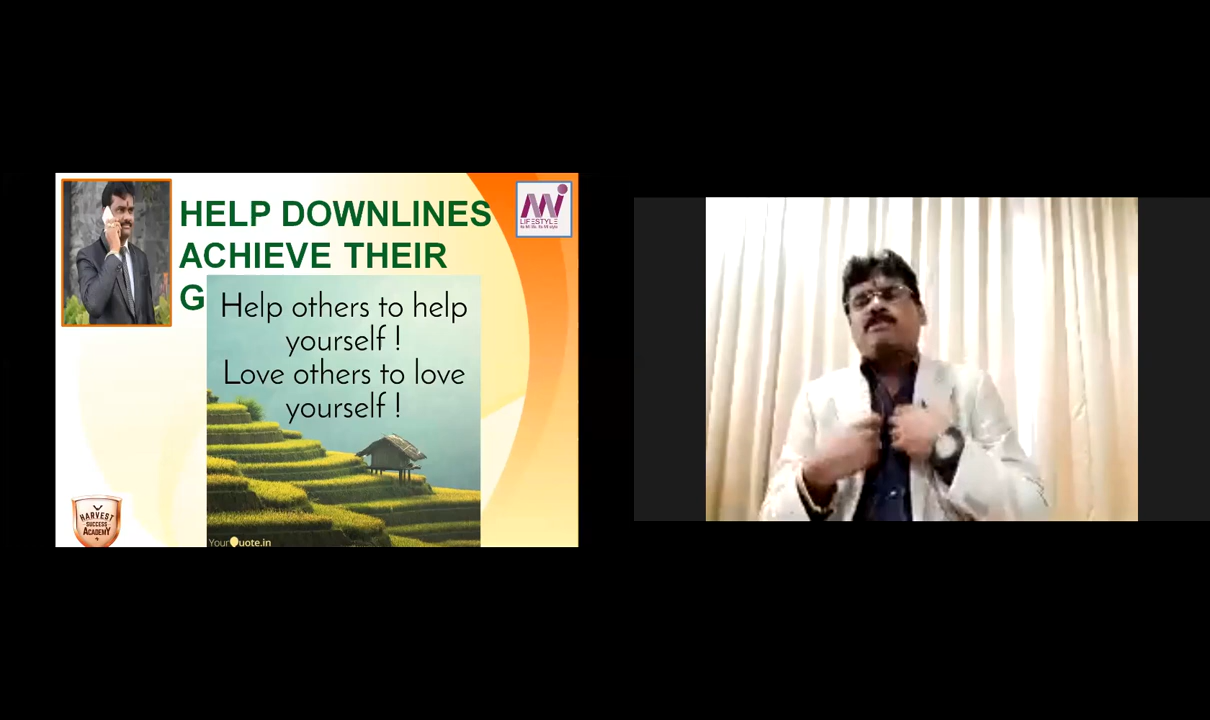 HELP DOWNLINES
ACHIEVE THEIR
G
Help others to help
yourself !
Love others to love
yourself !
YourQuote.in
Mi
LIFESTYLE
HARVEST
SUCCESS
ACADEMY